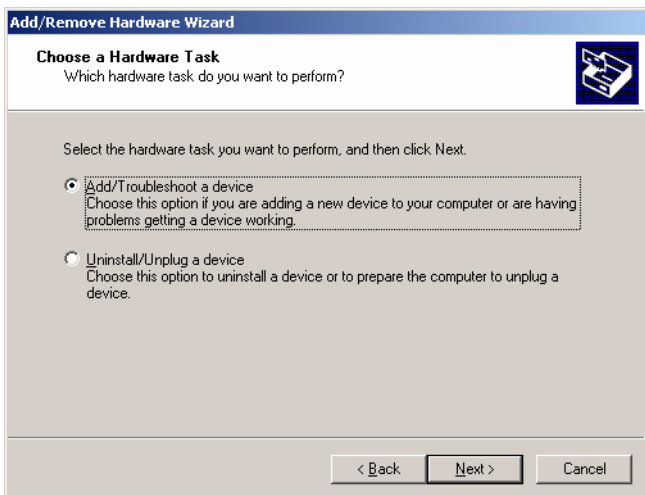 Add/Remove Hardware Wizard
Choose a Hardware Task
Which hardware task do you want to perform?
Select the hardware task you want to perform, and then click Next.
Add/Troubleshoot a device
Choose this option if you are adding a new device to your computer or are having
problems getting a device working.
Uninstall/Unplug a device
Choose this option to uninstall a device or to prepare the computer to unplug a
device.
< Back
Next >
Cancel